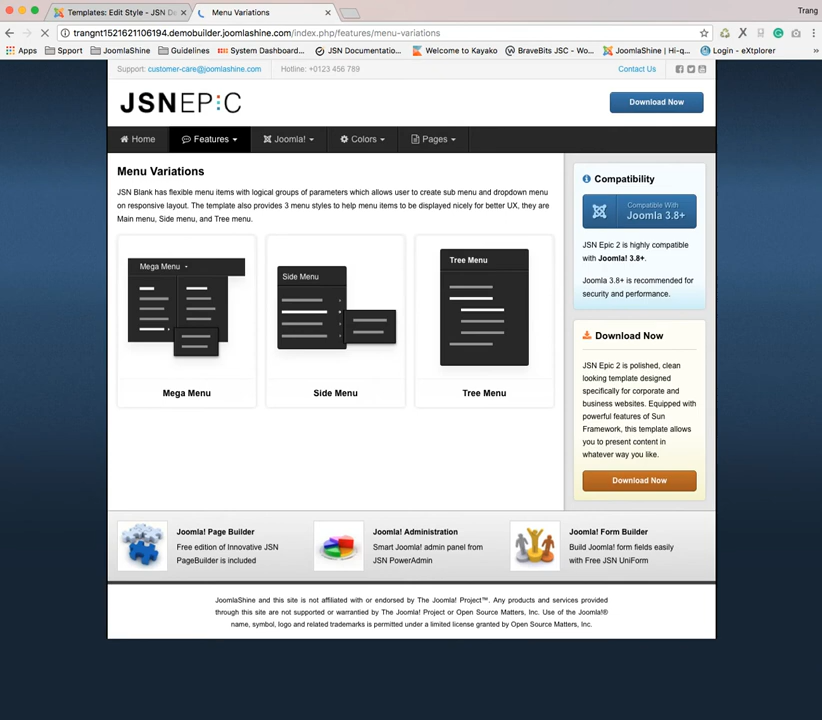 Templates: Edit Style - JSN De
Menu Variations
Trang
trangnt1521621106194.demobuilder.joomlashine.com/index.php/features/menu-variations
Apps Spport JoomlaShine Guidelines System Dashboard... JSN Documentatio... Welcome to Kayako BraveBits JSC - Wo... JoomlaShine | Hi-q... Login - eXtplorer
Support: customer-care@joomlashine.com Hotline: +0123 456 789 Contact Us
JSN EPIC
Download Now
Home Features Joomla! Colors Pages
Menu Variations
JSN Blank has flexible menu items with logical groups of parameters which allows user to create sub menu and dropdown menu
on responsive layout. The template also provides 3 menu styles to help menu items to be displayed nicely for better UX, they are
Main menu, Side menu, and Tree menu.
Mega Menu
Side Menu
Tree Menu
Mega Menu
Side Menu
Tree Menu
Compatibility
Compatible With
Joomla 3.8+
JSN Epic 2 is highly compatible
with Joomla! 3.8+.
Joomla 3.8+ is recommended for
security and performance.
Download Now
JSN Epic 2 is polished, clean
looking template designed
specifically for corporate and
business websites. Equipped with
powerful features of Sun
Framework, this template allows
you to present content in
whatever way you like.
Download Now
Joomla! Page Builder
Free edition of Innovative JSN
PageBuilder is included
Joomla! Administration
Smart Joomla! admin panel from
JSN PowerAdmin
Joomla! Form Builder
Build Joomla! form fields easily
with Free JSN UniForm
JoomlaShine and this site is not affiliated with or endorsed by The Joomla! Project™. Any products and services provided
through this site are not supported or warrantied by The Joomla! Project or Open Source Matters, Inc. Use of the Joomla!®
name, symbol, logo and related trademarks is permitted under a limited license granted by Open Source Matters, Inc.